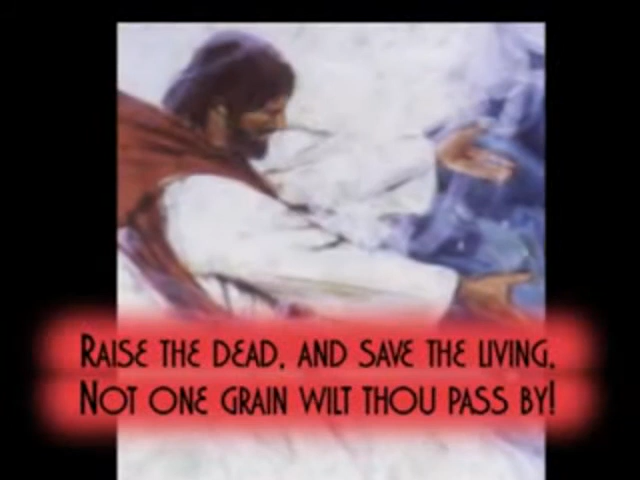 Raise the dead, and save the living,
Not one grain wilt thou pass by!